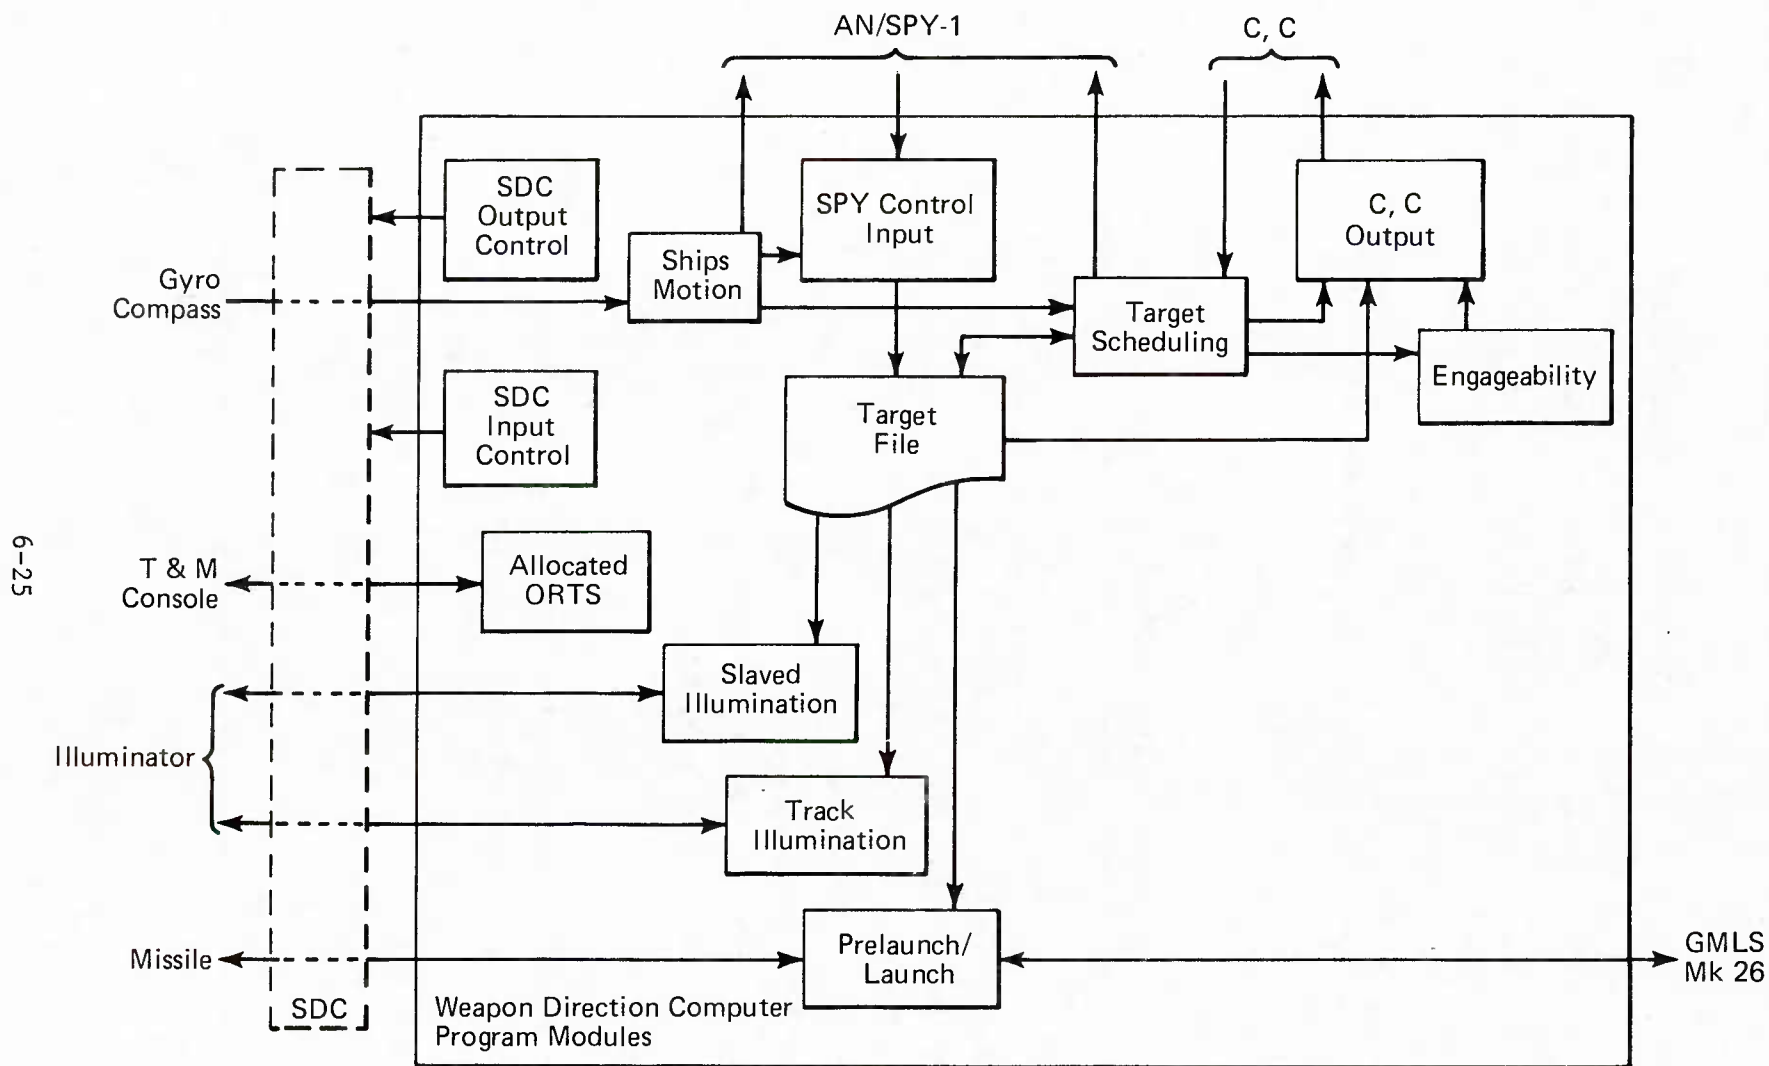 AN/SPY-1
C, C
SDC
Output
Control
SPY Control
Input
C, C
Output
Ships
Motion
Gyro
Compass
Target
Scheduling
Engageability
SDC
Input
Control
Target
File
6-25
T & M
Console
Allocated
ORTS
Slaved
Illumination
Illuminator
Track
Illumination
Missile
Prelaunch/
Launch
GMLS
Mk 26
SDC
Weapon Direction Computer
Program Modules